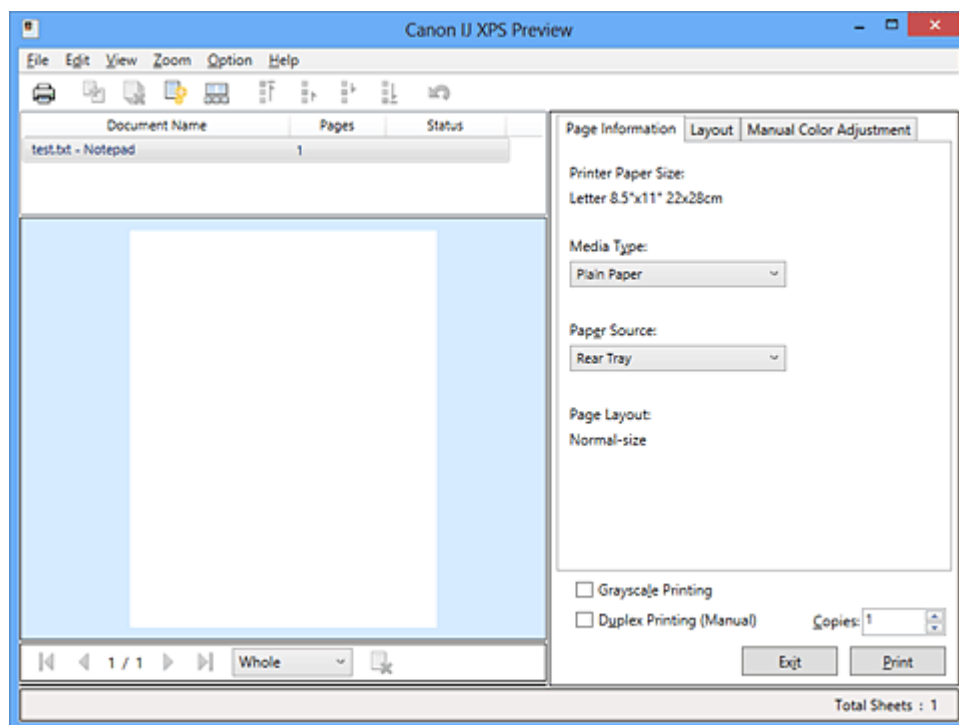 Canon IJ XPS Preview
File Edit View Zoom Option Help
Document Name Pages Status
test.txt - Notepad 1
Page Information Layout Manual Color Adjustment
Printer Paper Size:
Letter 8.5"x11" 22x28cm
Media Type:
Plain Paper
Paper Source:
Rear Tray
Page Layout:
Normal-size
Grayscale Printing
Duplex Printing (Manual) Copies: 1
1 / 1 Whole Exit Print
Total Sheets : 1